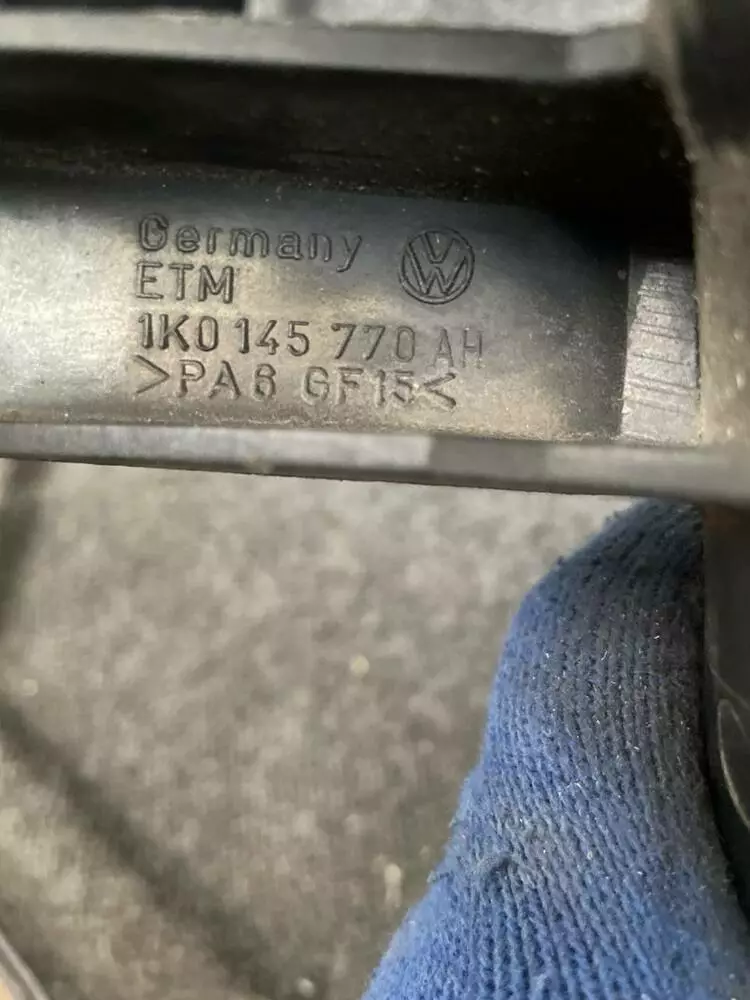 Germany
ETM
1K0 145 770 AH
>PA6 GF15<